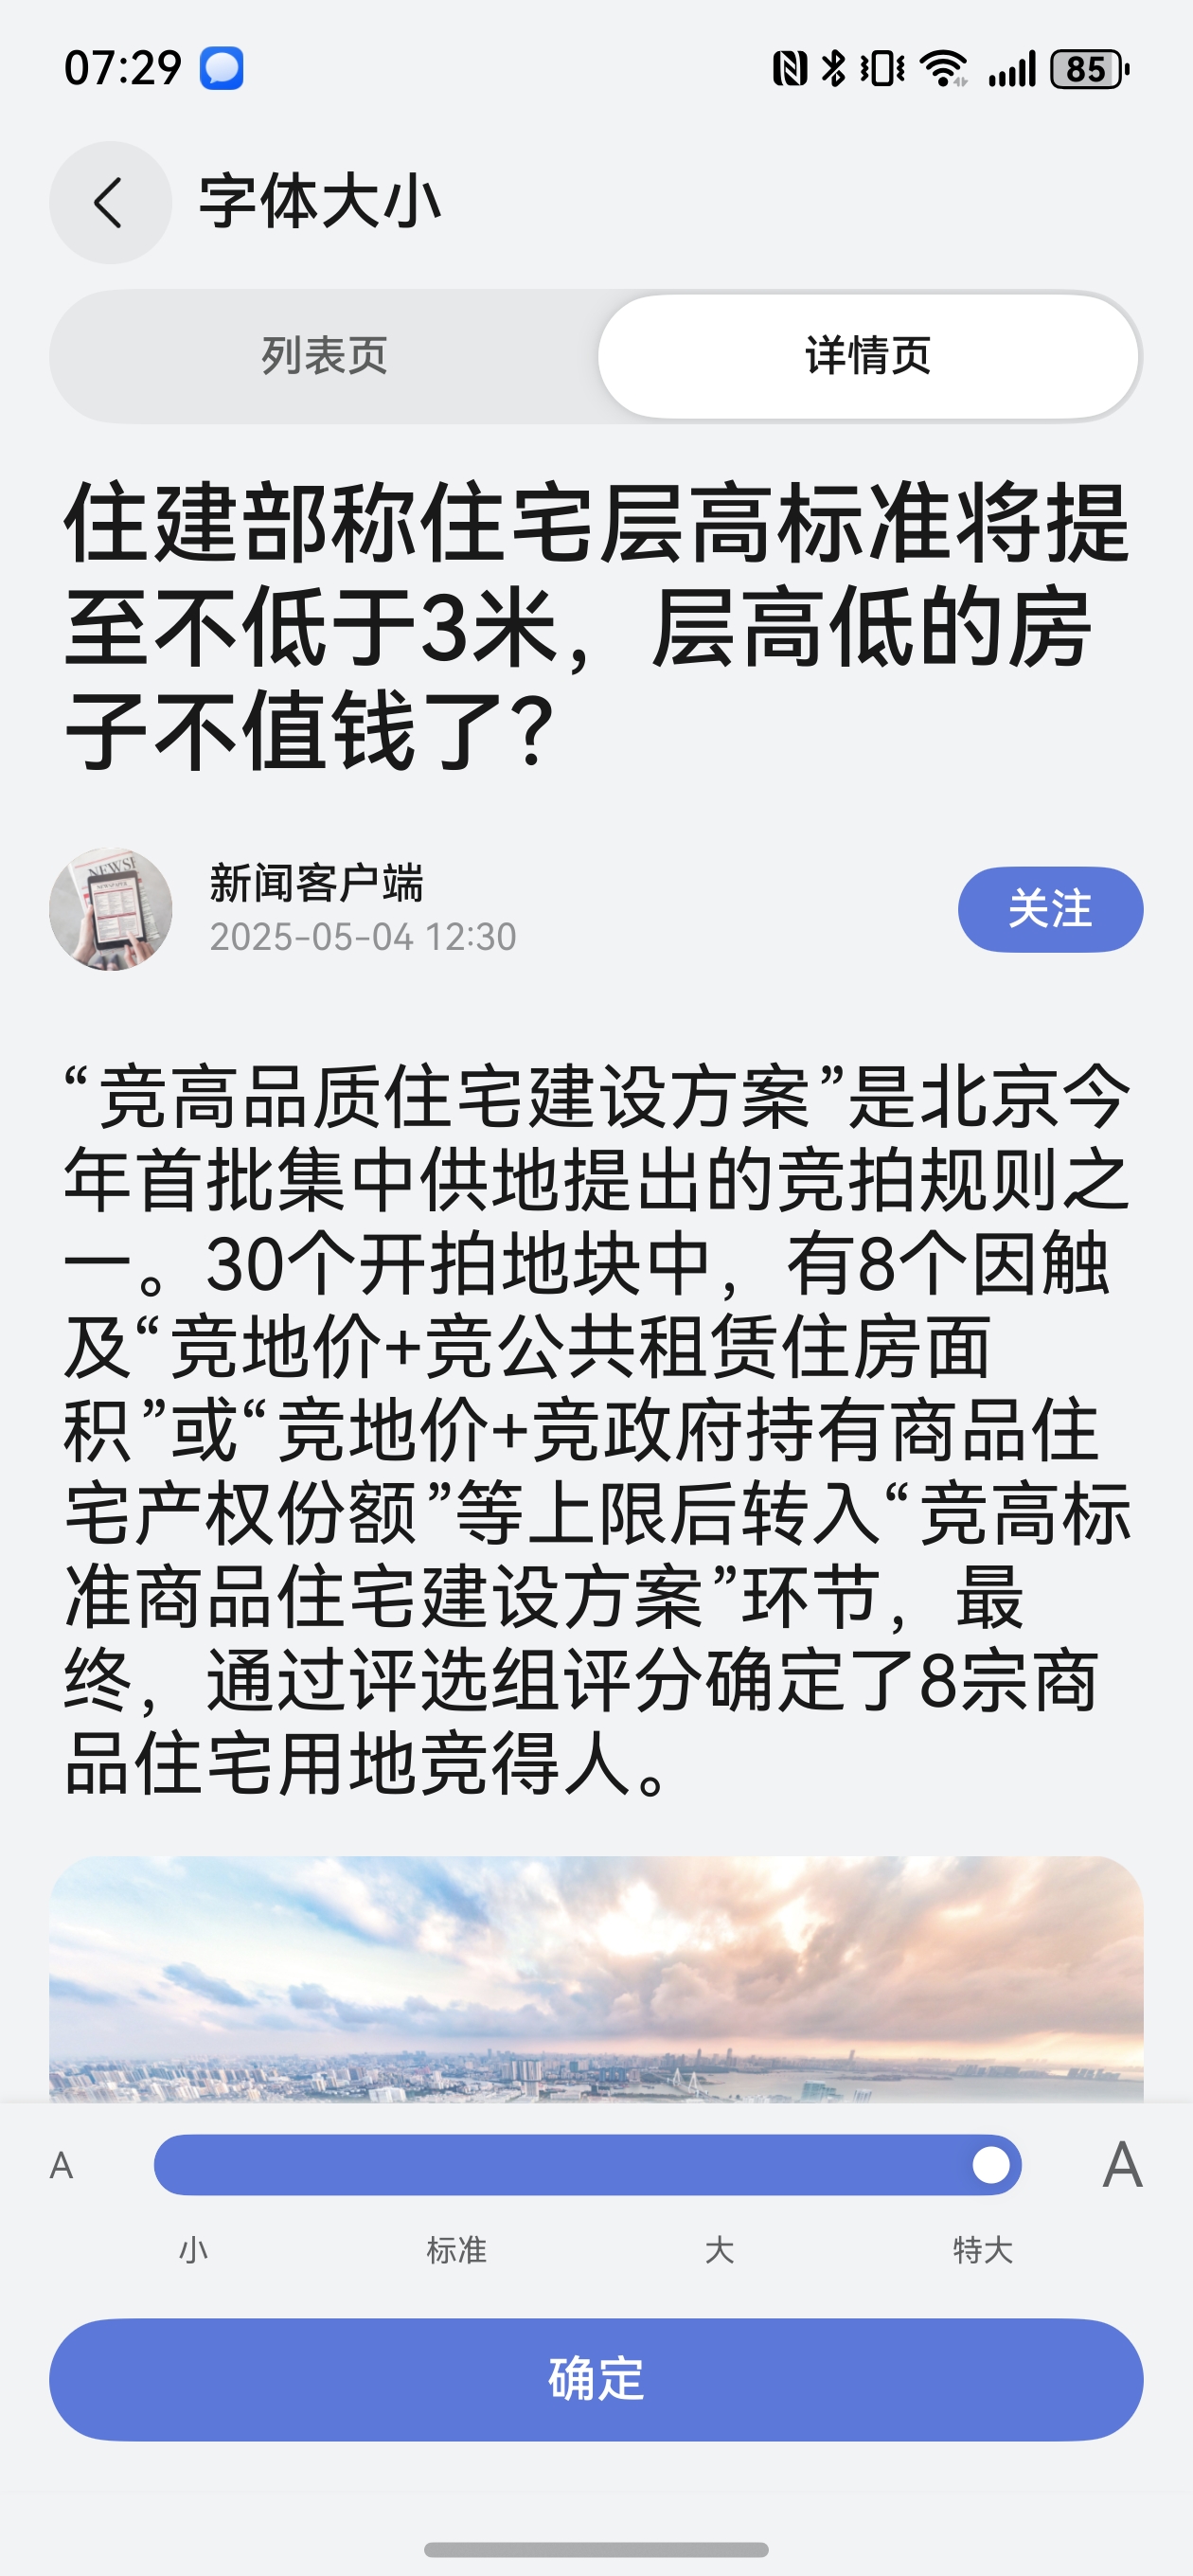 07:29
85
字体大小
列表页
详情页
住建部称住宅层高标准将提
至不低于3米，层高低的房
子不值钱了？
新闻客户端
2025-05-04 12:30
关注
“竞高品质住宅建设方案”是北京今
年首批集中供地提出的竞拍规则之
一。30个开拍地块中，有8个因触
及“竞地价+竞公共租赁住房面
积”或“竞地价+竞政府持有商品住
宅产权份额”等上限后转入“竞高标
准商品住宅建设方案”环节，最
终，通过评选组评分确定了8宗商
品住宅用地竞得人。
A
A
小
标准
大
特大
确定